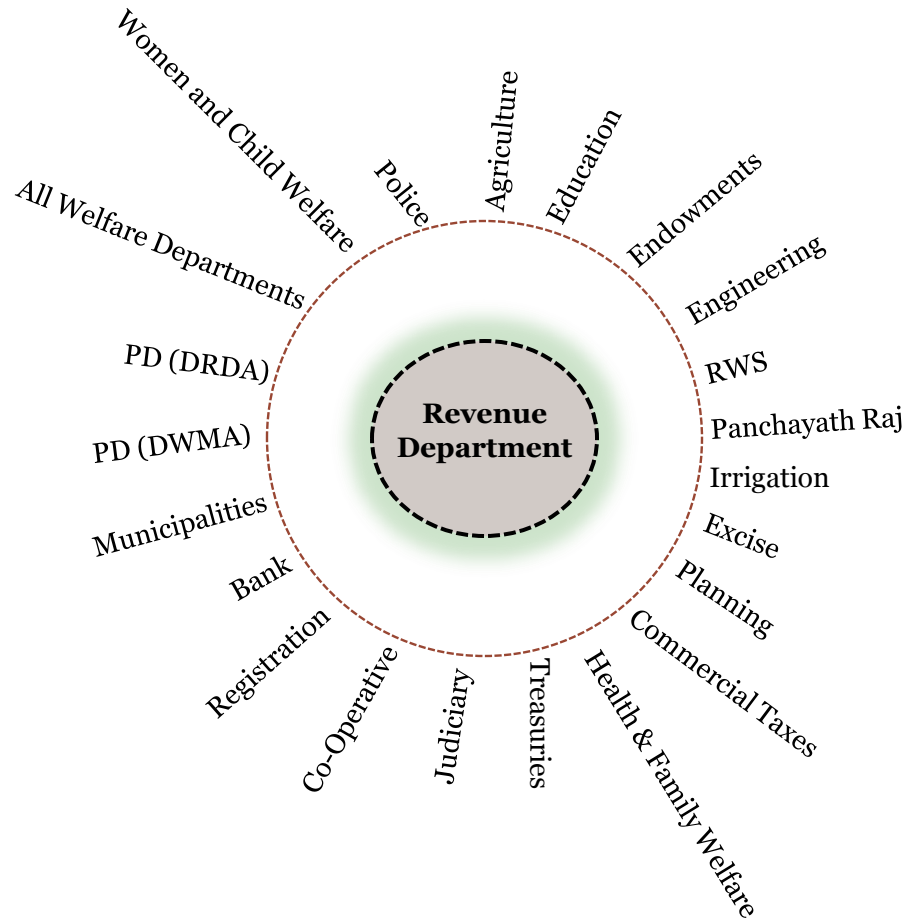 Women and Child Welfare
Police
Agriculture
Education
Endowments
Engineering
RWS
Panchayath Raj
Irrigation
Excise
Planning
Commercial Taxes
Health & Family Welfare
Treasuries
Judiciary
Co-Operative
Registration
Bank
Municipalities
PD (DWMA)
PD (DRDA)
All Welfare Departments
Revenue
Department